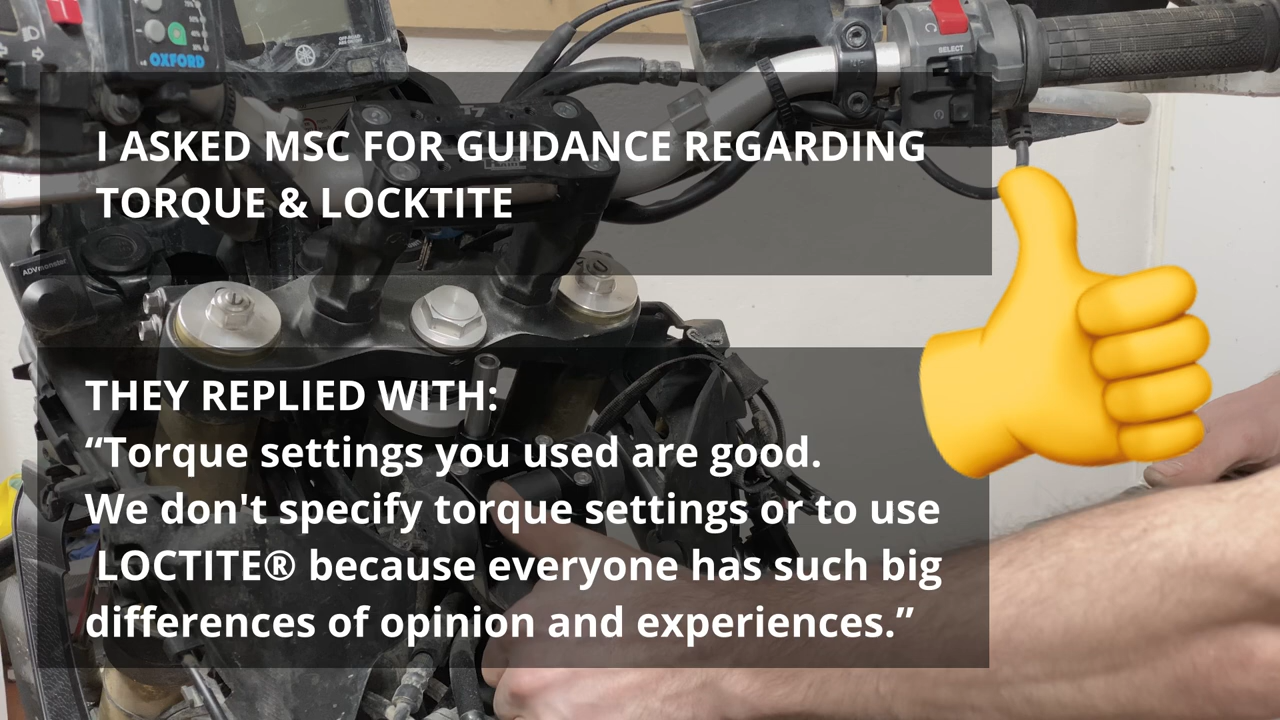 OXFORD
SELECT
I ASKED MSC FOR GUIDANCE REGARDING
TORQUE & LOCKTITE
ADVmonster
THEY REPLIED WITH:
“Torque settings you used are good.
We don't specify torque settings or to use
LOCTITE® because everyone has such big
differences of opinion and experiences.”